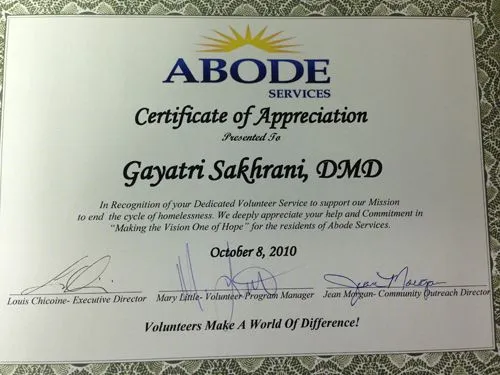 ABODE
SERVICES
Certificate of Appreciation
Presented To
Gayatri Sakhrani, DMD
In Recognition of your Dedicated Volunteer Service to support our Mission
to end the cycle of homelessness. We deeply appreciate your help and Commitment in
"Making the Vision One of Hope" for the residents of Abode Services.
October 8, 2010
Louis Chicoine- Executive Director Mary Little- Volunteer Program Manager Jean Morgan- Community Outreach Director
Volunteers Make A World Of Difference!